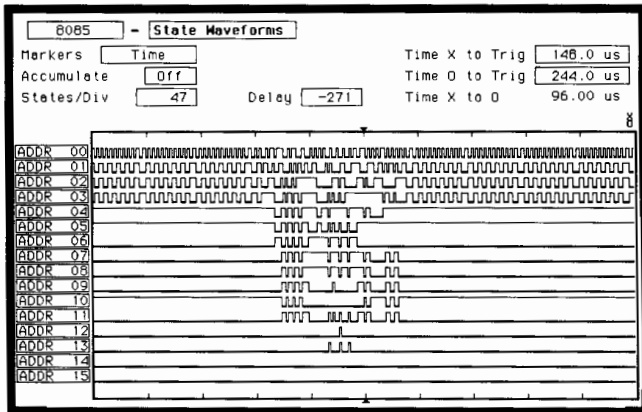 8085 - State Waveforms
Markers Time Time X to Trig 148.0 us
Accumulate Off Time O to Trig 244.0 us
States/Div 47 Delay -271 Time X to O 96.00 us
X
O
ADDR 00
ADDR 01
ADDR 02
ADDR 03
ADDR 04
ADDR 05
ADDR 06
ADDR 07
ADDR 08
ADDR 09
ADDR 10
ADDR 11
ADDR 12
ADDR 13
ADDR 14
ADDR 15